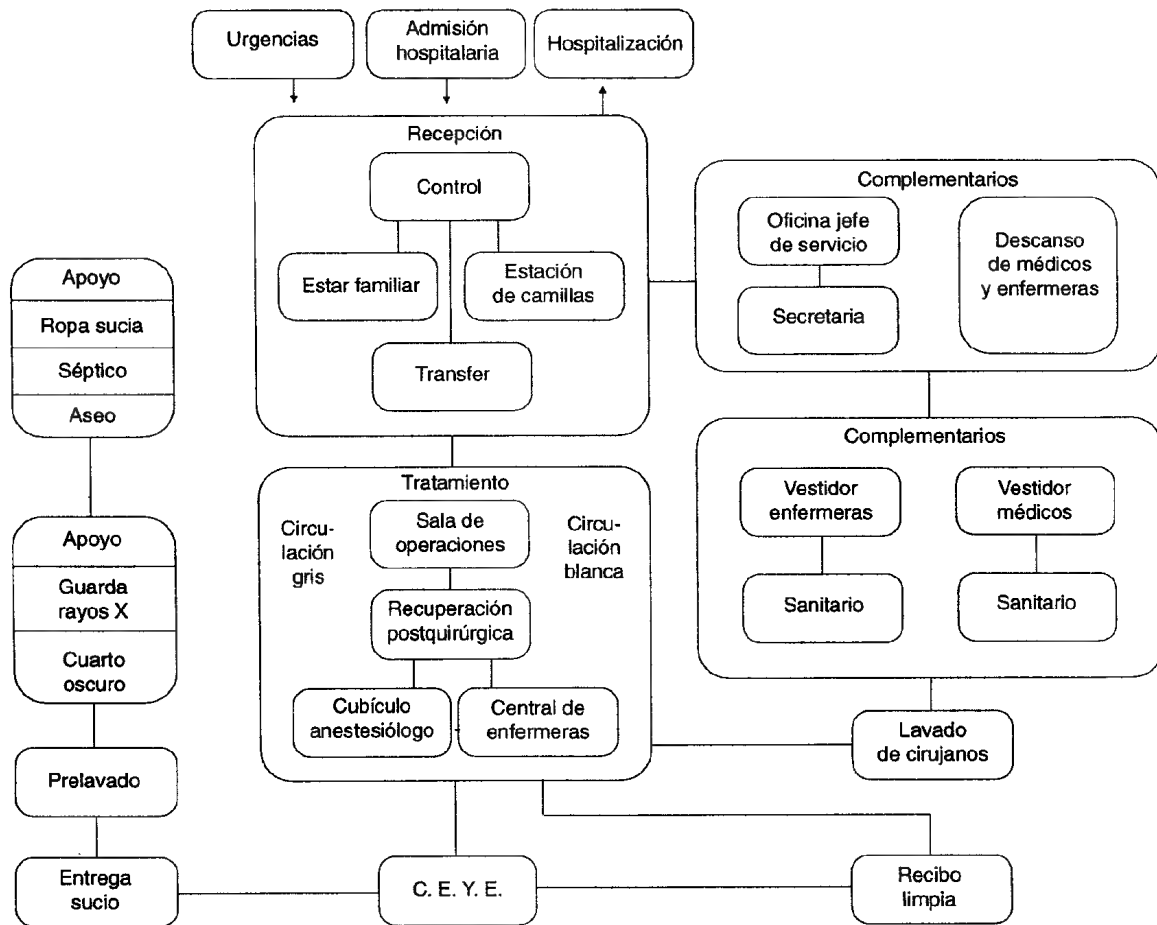 Urgencias
Admisión
hospitalaria
Hospitalización
Recepción
Control
Estar familiar
Estación
de camillas
Transfer
Complementarios
Oficina jefe
de servicio
Secretaria
Descanso
de médicos
y enfermeras
Apoyo
Ropa sucia
Séptico
Aseo
Complementarios
Vestidor
enfermeras
Vestidor
médicos
Sanitario
Sanitario
Tratamiento
Circu-
lación
gris
Sala de
operaciones
Circu-
lación
blanca
Recuperación
postquirúrgica
Cubículo
anestesiólogo
Central de
enfermeras
Apoyo
Guarda
rayos X
Cuarto
oscuro
Lavado
de cirujanos
Prelavado
Entrega
sucio
C. E. Y. E.
Recibo
limpia